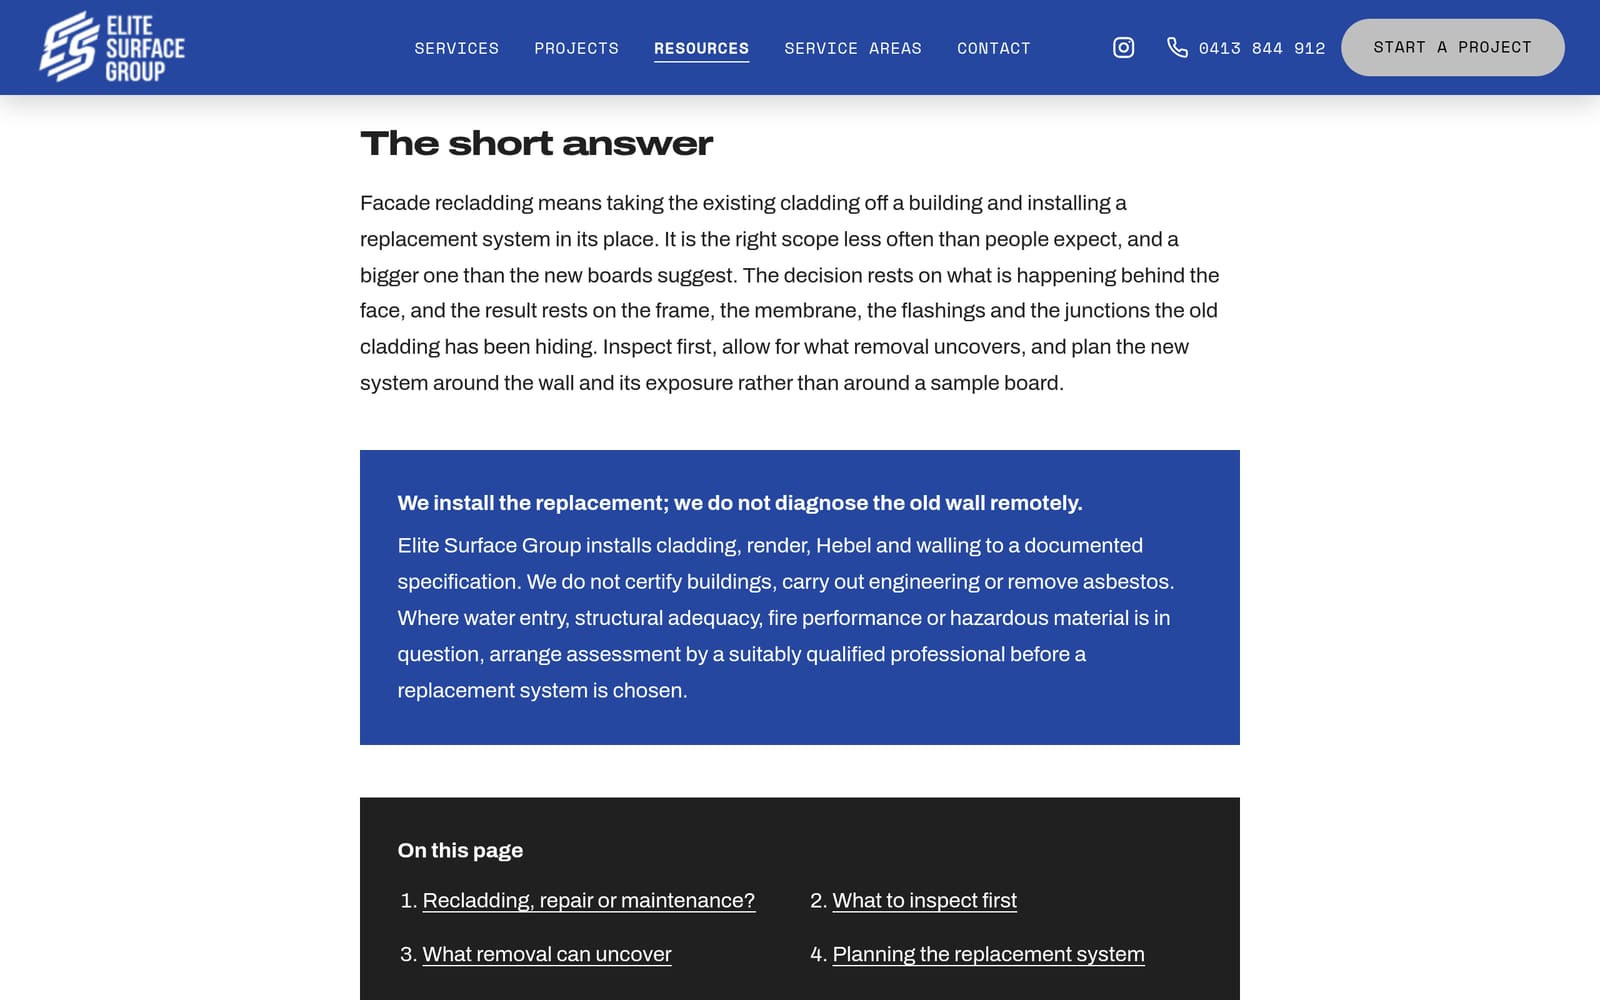 ELITE
SURFACE
GROUP
SERVICES PROJECTS RESOURCES SERVICE AREAS CONTACT 0413 844 912 START A PROJECT
The short answer
Facade recladding means taking the existing cladding off a building and installing a
replacement system in its place. It is the right scope less often than people expect, and a
bigger one than the new boards suggest. The decision rests on what is happening behind the
face, and the result rests on the frame, the membrane, the flashings and the junctions the old
cladding has been hiding. Inspect first, allow for what removal uncovers, and plan the new
system around the wall and its exposure rather than around a sample board.
We install the replacement; we do not diagnose the old wall remotely.
Elite Surface Group installs cladding, render, Hebel and walling to a documented
specification. We do not certify buildings, carry out engineering or remove asbestos.
Where water entry, structural adequacy, fire performance or hazardous material is in
question, arrange assessment by a suitably qualified professional before a
replacement system is chosen.
On this page
1. Recladding, repair or maintenance? 2. What to inspect first
3. What removal can uncover 4. Planning the replacement system